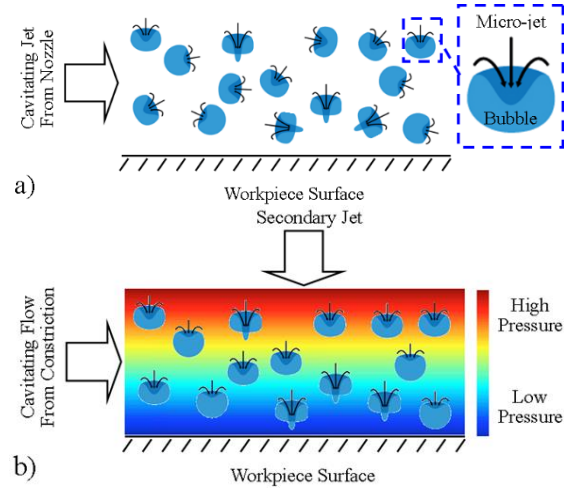 a)
Cavitating Jet
From Nozzle
Micro-jet
Bubble
Workpiece Surface
Secondary Jet
b)
Cavitating Flow
From Constriction
High
Pressure
Low
Pressure
Workpiece Surface